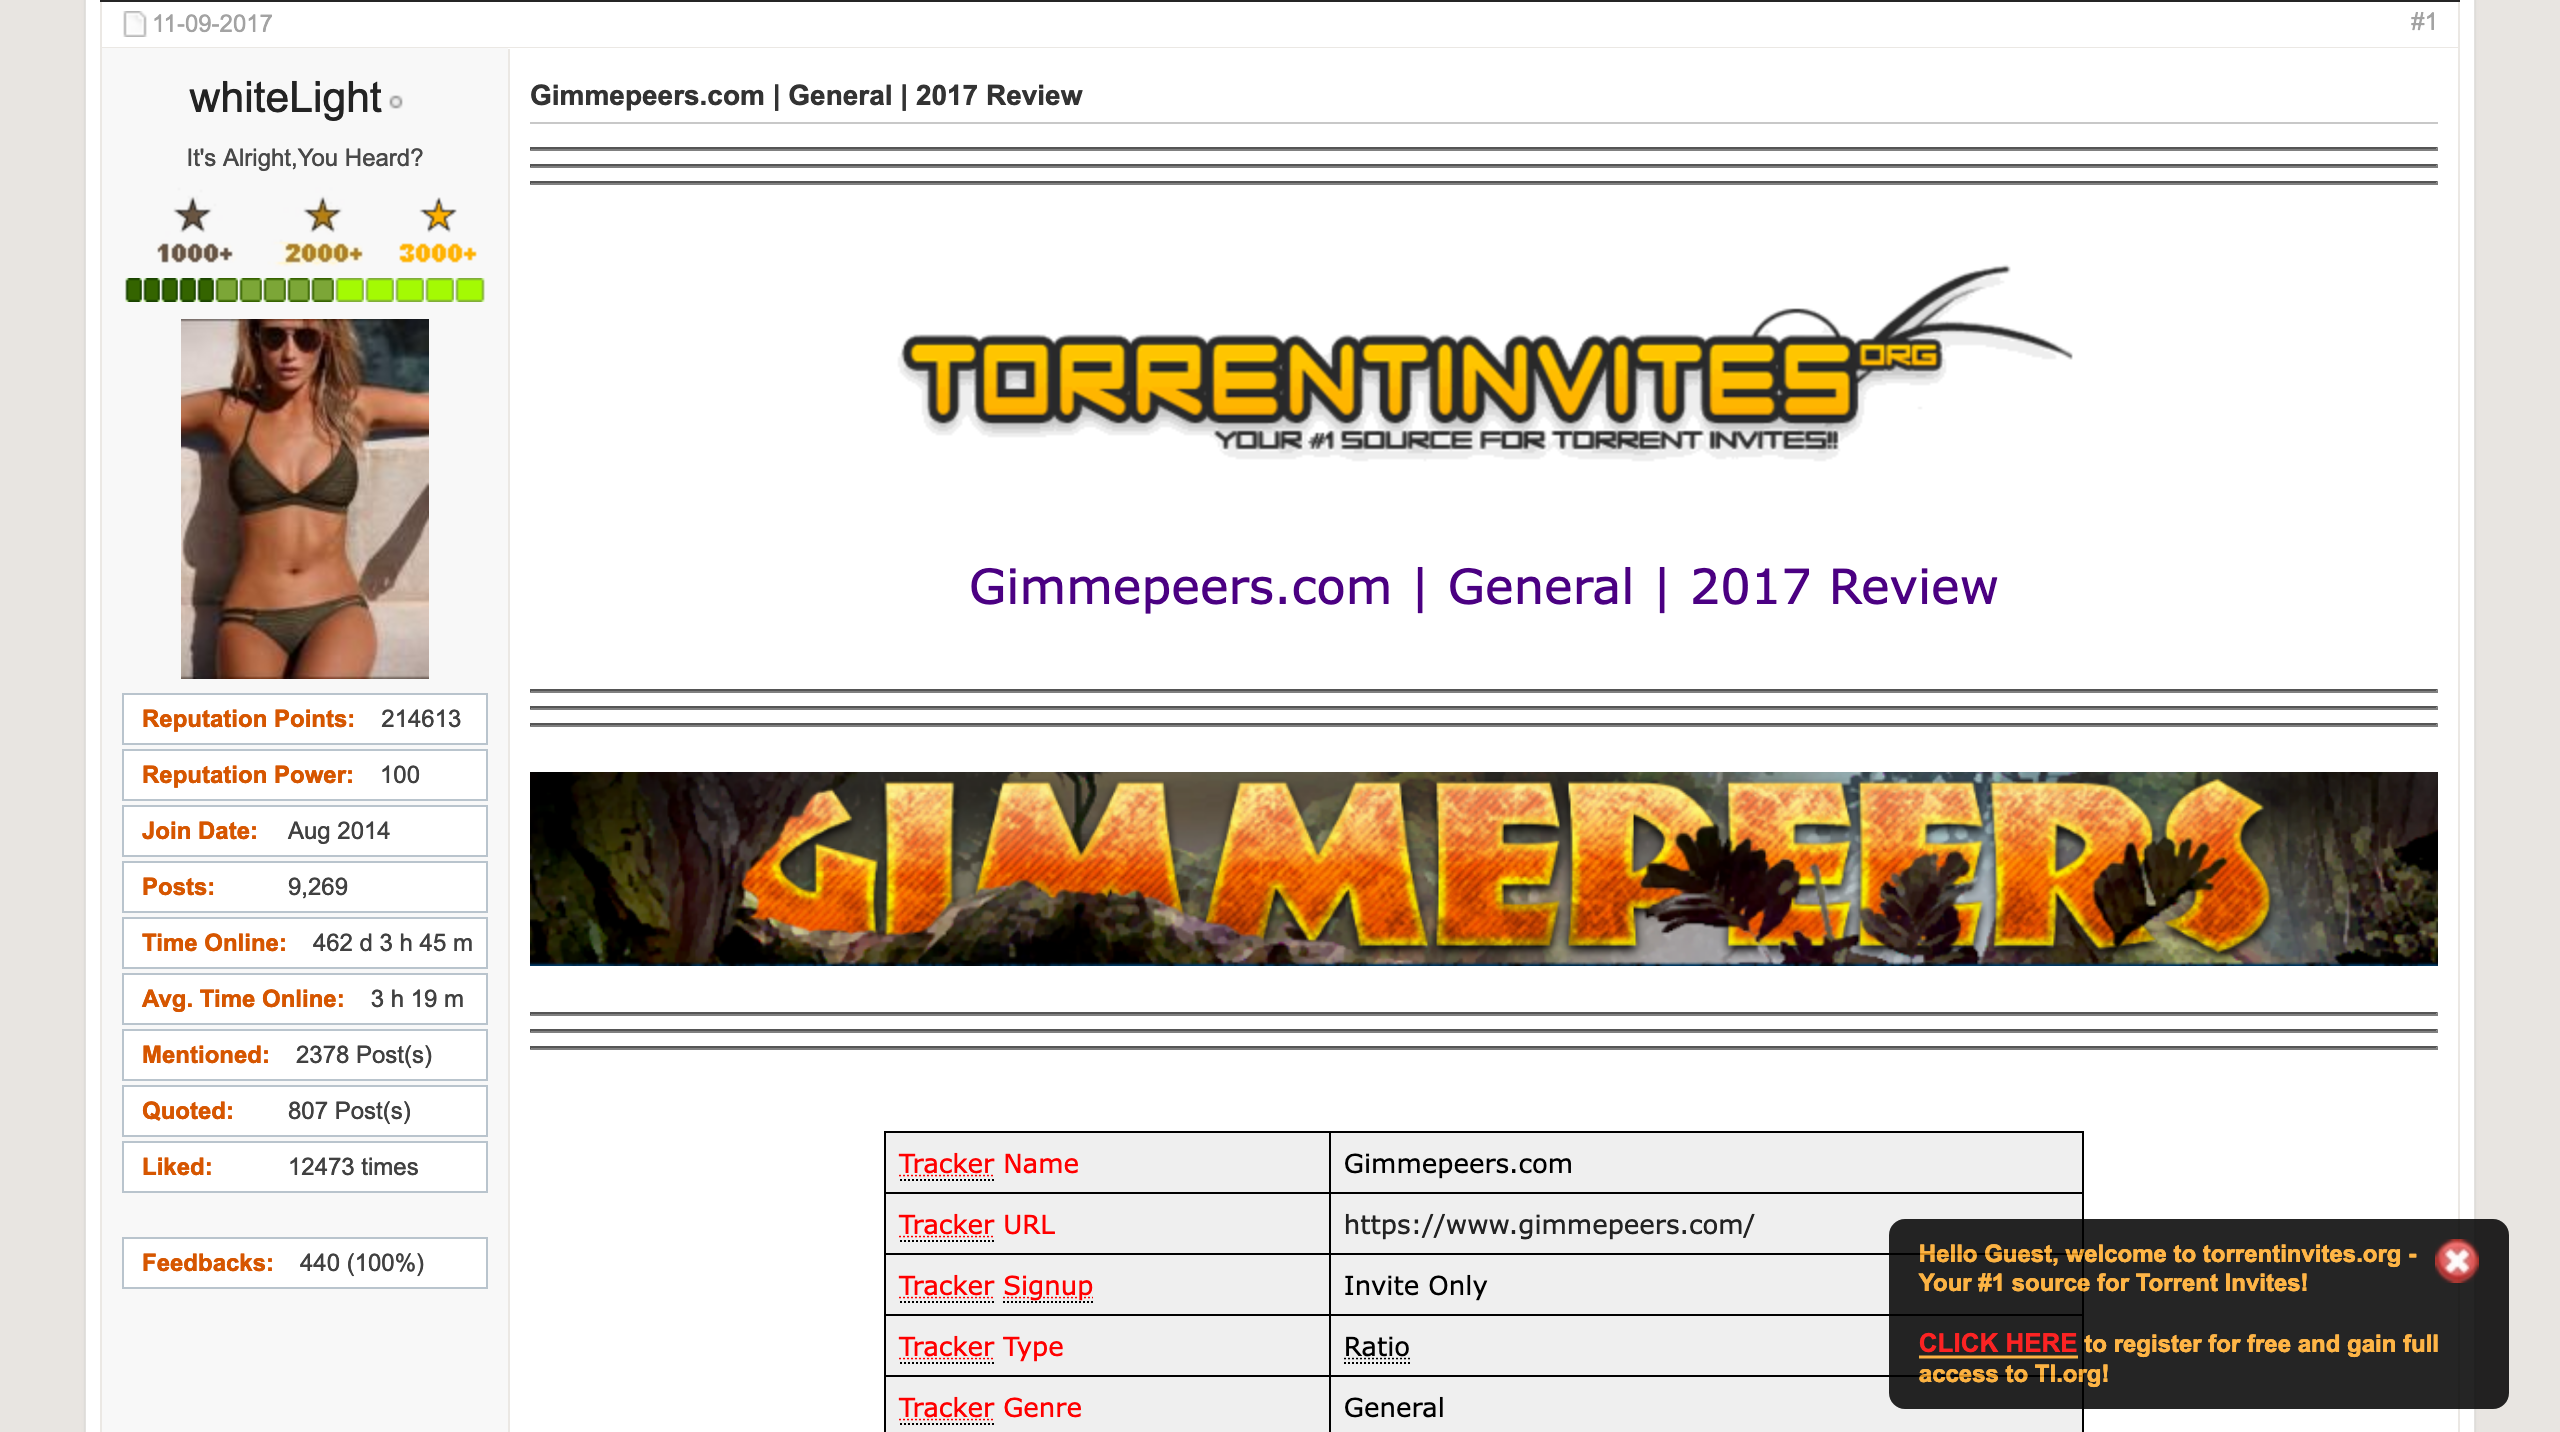 11-09-2017
#1
whiteLight
It's Alright,You Heard?
1000+ 2000+ 3000+
Reputation Points: 214613
Reputation Power: 100
Join Date: Aug 2014
Posts: 9,269
Time Online: 462 d 3 h 45 m
Avg. Time Online: 3 h 19 m
Mentioned: 2378 Post(s)
Quoted: 807 Post(s)
Liked: 12473 times
Feedbacks: 440 (100%)
Gimmepeers.com | General | 2017 Review
TORRENTINVITES ORG
YOUR #1 SOURCE FOR TORRENT INVITES!!
Gimmepeers.com | General | 2017 Review
GIMMEPEERS
Tracker Name Gimmepeers.com
Tracker URL https://www.gimmepeers.com/
Tracker Signup Invite Only
Tracker Type Ratio
Tracker Genre General
Hello Guest, welcome to torrentinvites.org -
Your #1 source for Torrent Invites!
CLICK HERE to register for free and gain full
access to TI.org!